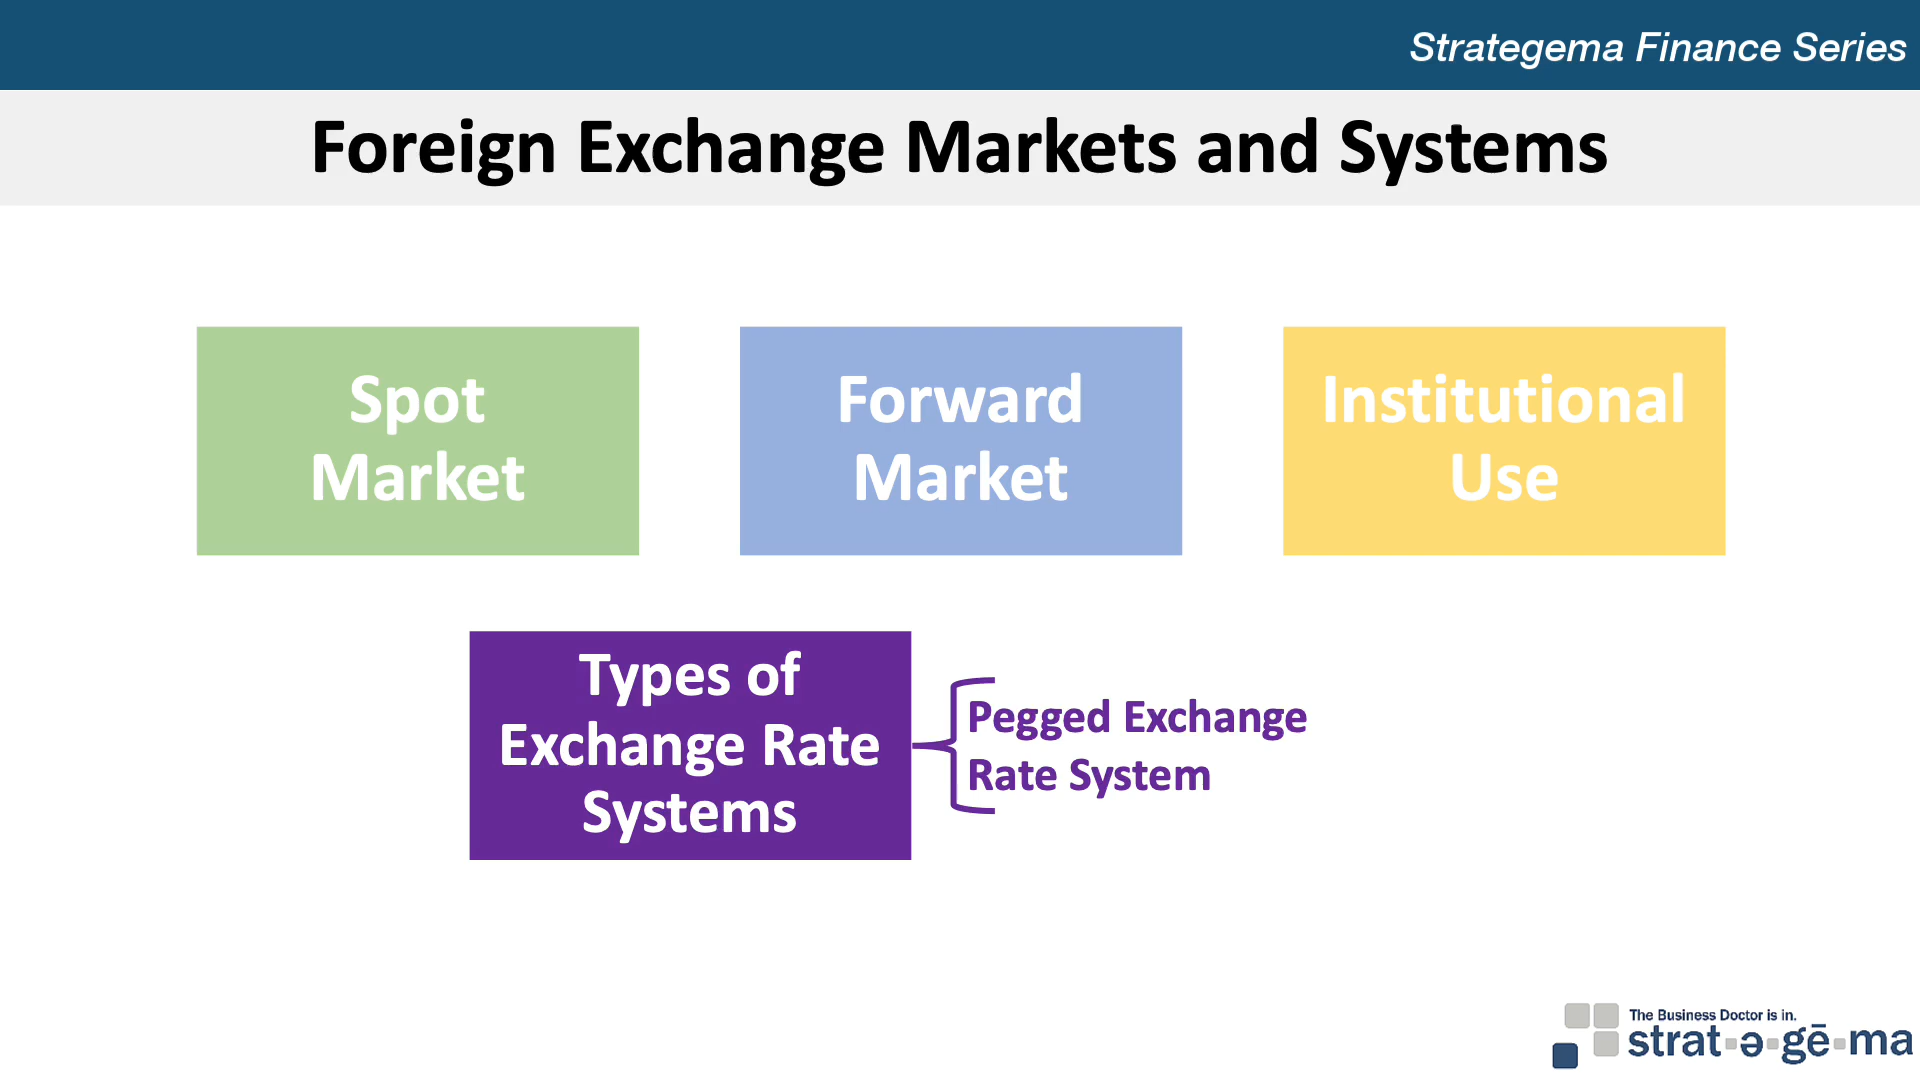 Strategema Finance Series
Foreign Exchange Markets and Systems
Spot
Market
Forward
Market
Institutional
Use
Types of
Exchange Rate
Systems
Pegged Exchange
Rate System
The Business Doctor is in.
strat▪ə▪gē▪ma